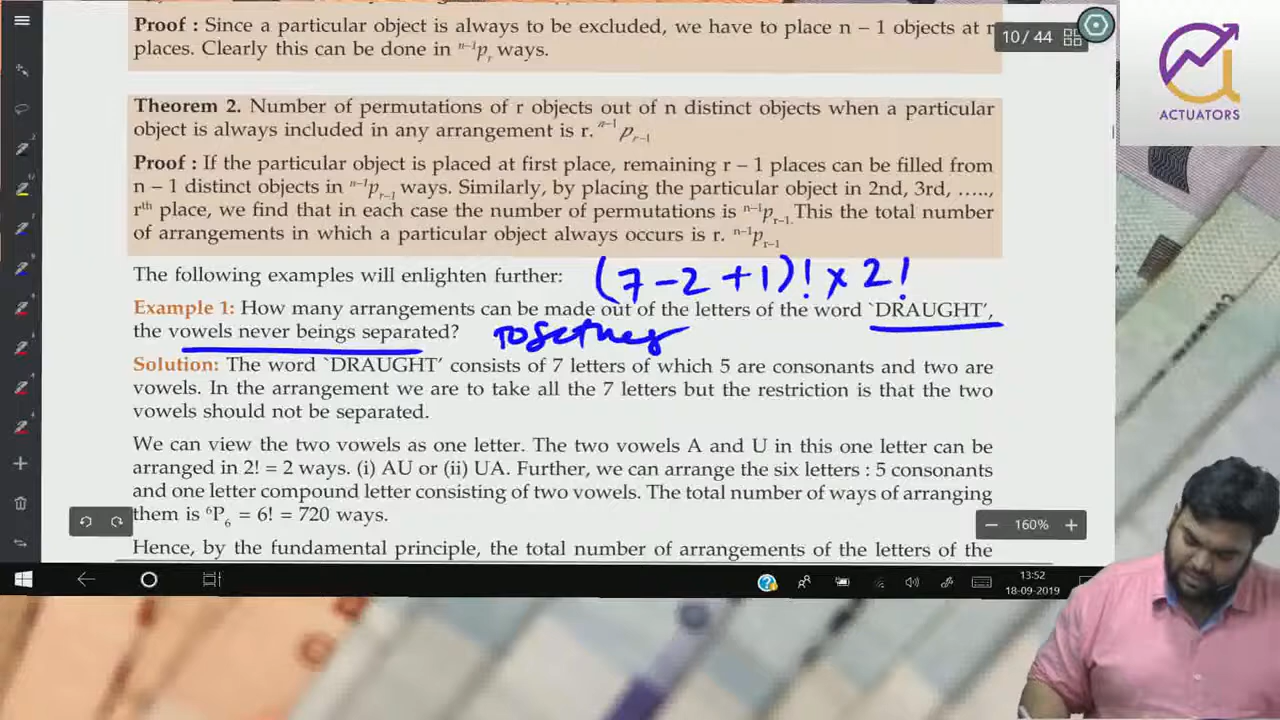 Proof : Since a particular object is always to be excluded, we have to place n – 1 objects at r
places. Clearly this can be done in ⁿ⁻¹pᵣ ways.
10 / 44
ACTUATORS
Theorem 2. Number of permutations of r objects out of n distinct objects when a particular
object is always included in any arrangement is r. ⁿ⁻¹pᵣ₋₁
Proof : If the particular object is placed at first place, remaining r – 1 places can be filled from
n – 1 distinct objects in ⁿ⁻¹pᵣ₋₁ ways. Similarly, by placing the particular object in 2nd, 3rd, .....,
rᵗʰ place, we find that in each case the number of permutations is ⁿ⁻¹pᵣ₋₁.This the total number
of arrangements in which a particular object always occurs is r. ⁿ⁻¹pᵣ₋₁
The following examples will enlighten further:
(7-2+1)! x 2!
Example 1: How many arrangements can be made out of the letters of the word `DRAUGHT',
the vowels never beings separated?
Together
Solution: The word `DRAUGHT' consists of 7 letters of which 5 are consonants and two are
vowels. In the arrangement we are to take all the 7 letters but the restriction is that the two
vowels should not be separated.
We can view the two vowels as one letter. The two vowels A and U in this one letter can be
arranged in 2! = 2 ways. (i) AU or (ii) UA. Further, we can arrange the six letters : 5 consonants
and one letter compound letter consisting of two vowels. The total number of ways of arranging
them is ⁶P₆ = 6! = 720 ways.
160%
Hence, by the fundamental principle, the total number of arrangements of the letters of the
13:52
18-09-2019